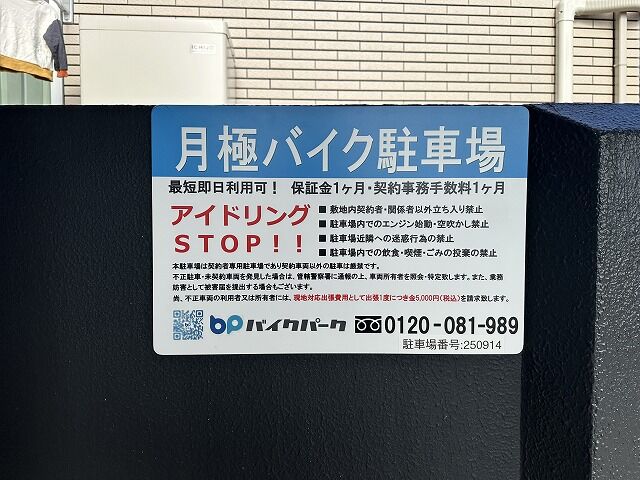 ICHIJO
月極バイク駐車場
最短即日利用可！ 保証金1ヶ月・契約事務手数料1ヶ月
アイドリング
STOP！！
■ 敷地内契約者・関係者以外立ち入り禁止
■ 駐車場内でのエンジン始動・空吹かし禁止
■ 駐車場近隣への迷惑行為の禁止
■ 駐車場内での飲食・喫煙・ごみの投棄の禁止
本駐車場は契約者専用駐車場であり契約車両以外の駐車は厳禁です。
不正駐車・未契約車両を発見した場合は、管轄警察署に通報の上、車両所有者を照会・特定致します。また、業務
妨害として被害届を提出する場合もございます。
尚、不正車両の利用者又は所有者には、現地対応出張費用として出張1度につき金5,000円(税込)を請求致します。
bp バイクパーク 0120-081-989
駐車場番号:250914